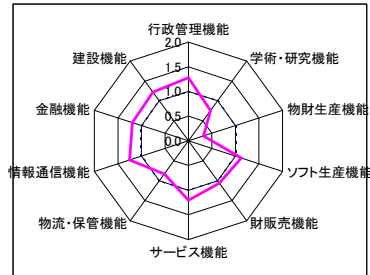 行政管理機能
学術・研究機能
物財生産機能
ソフト生産機能
財販売機能
サービス機能
物流・保管機能
情報通信機能
金融機能
建設機能
2.0
1.5
1.0
0.5
0.0